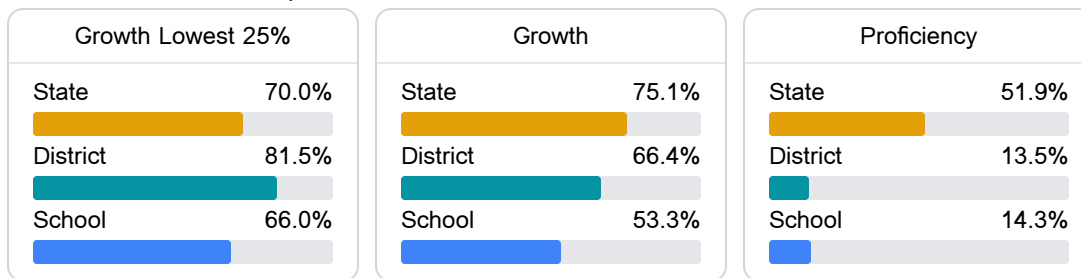 Growth Lowest 25%
State 70.0%
District 81.5%
School 66.0%
Growth
State 75.1%
District 66.4%
School 53.3%
Proficiency
State 51.9%
District 13.5%
School 14.3%